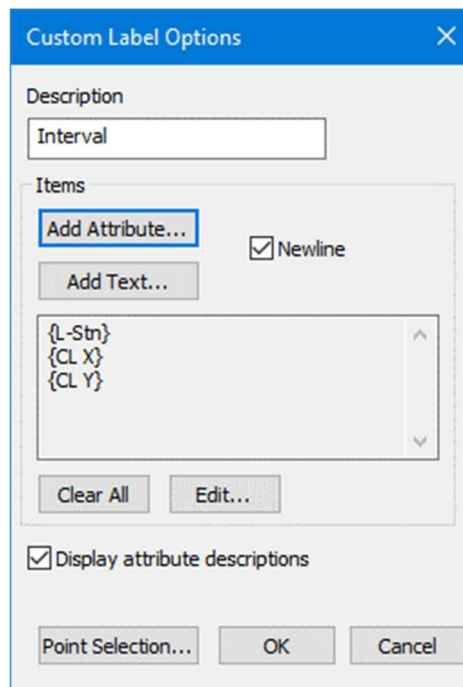 Custom Label Options
Description
Interval
Items
Add Attribute...
Newline
Add Text...
{L-Stn}
{CL X}
{CL Y}
Clear All Edit...
Display attribute descriptions
Point Selection... OK Cancel